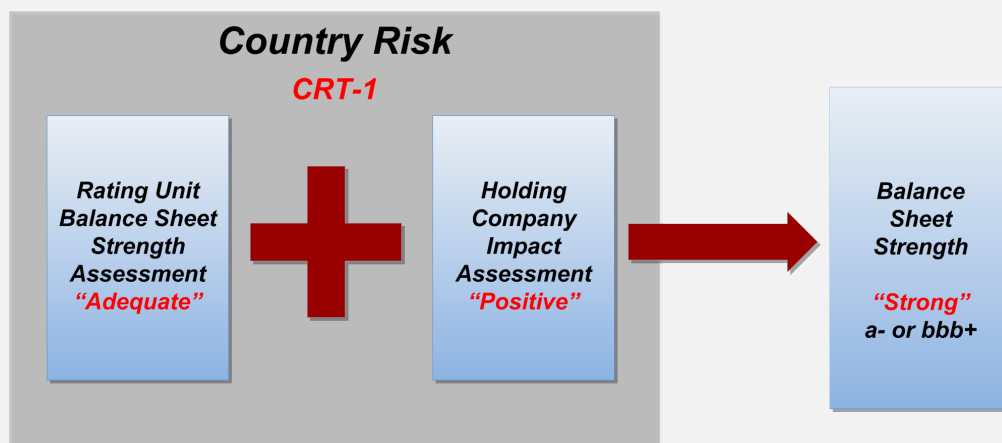 Country Risk
CRT-1
Rating Unit
Balance Sheet
Strength
Assessment
“Adequate”
Holding
Company
Impact
Assessment
“Positive”
Balance
Sheet
Strength
“Strong”
a- or bbb+